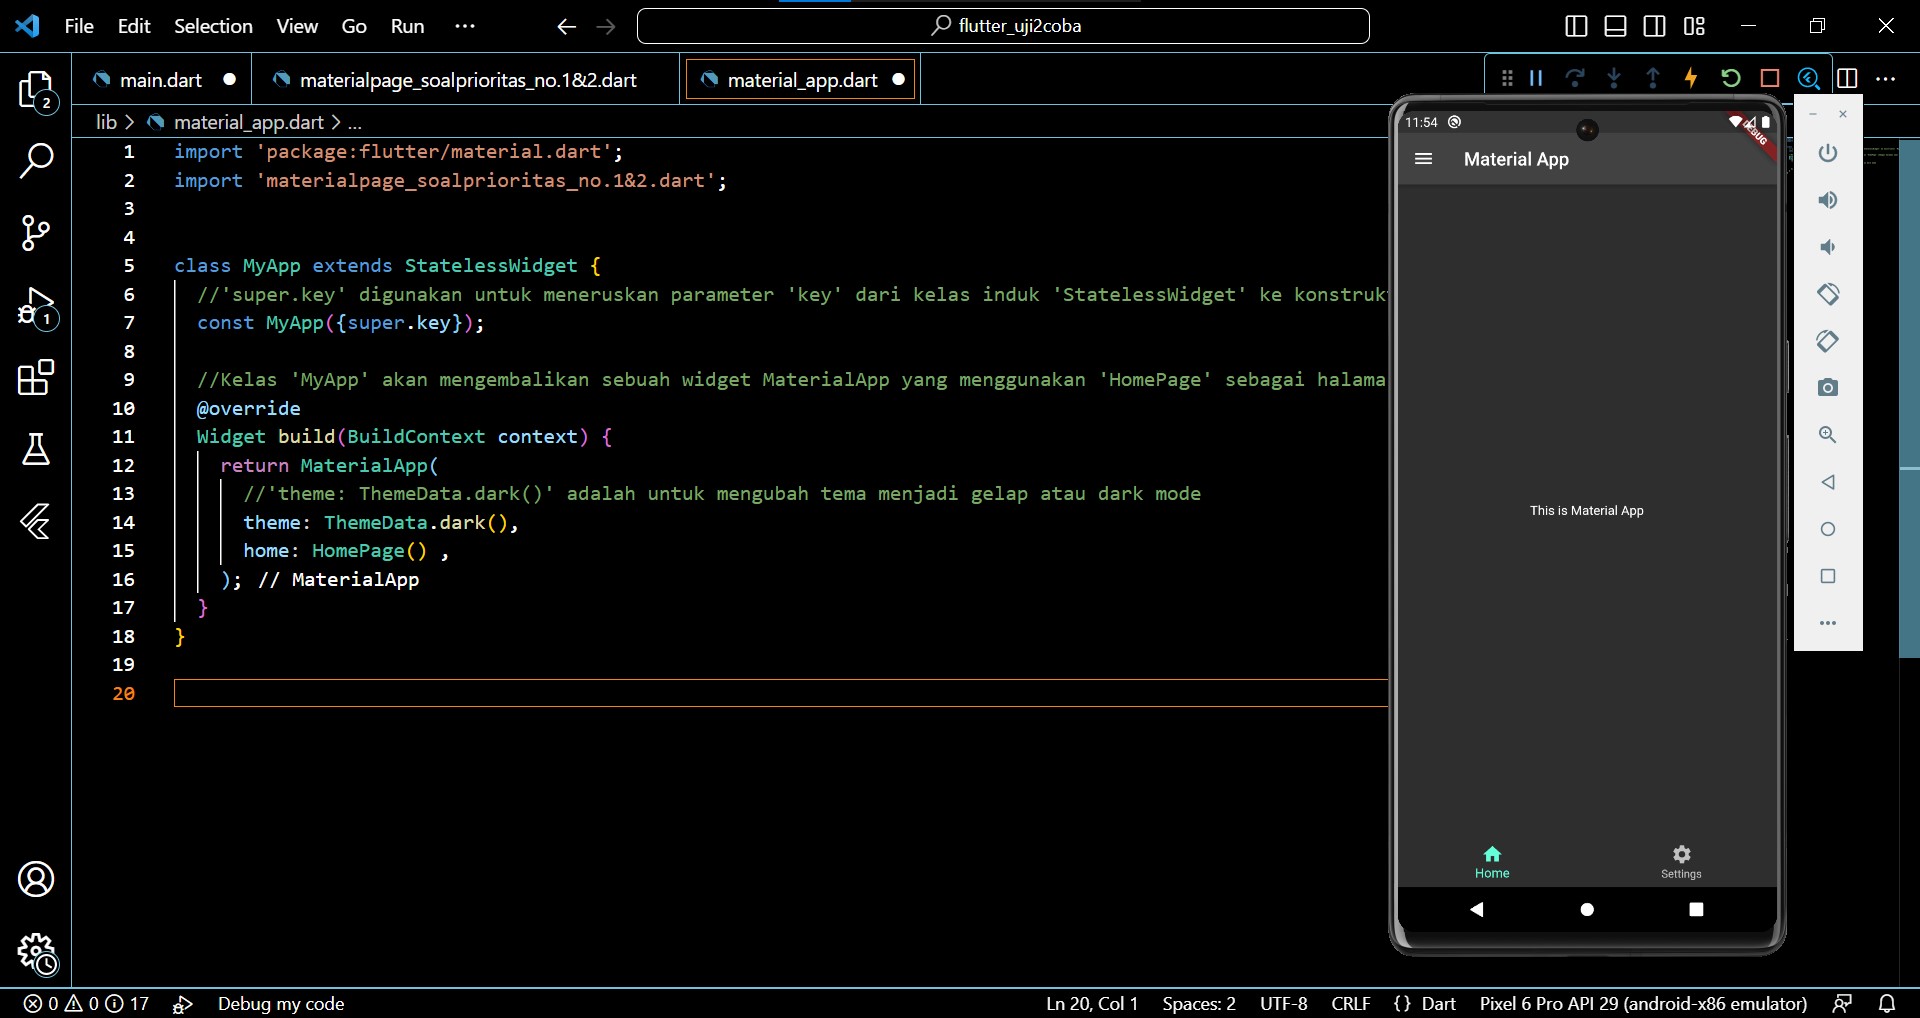 File Edit Selection View Go Run ···
flutter_uji2coba
main.dart
materialpage_soalprioritas_no.1&2.dart
material_app.dart
2
lib > material_app.dart > ...
1 import 'package:flutter/material.dart';
2 import 'materialpage_soalprioritas_no.1&2.dart';
3
4
5 class MyApp extends StatelessWidget {
6 //'super.key' digunakan untuk meneruskan parameter 'key' dari kelas induk 'StatelessWidget' ke konstruk
7 const MyApp({super.key});
8
9 //Kelas 'MyApp' akan mengembalikan sebuah widget MaterialApp yang menggunakan 'HomePage' sebagai halama
10 @override
11 Widget build(BuildContext context) {
12 return MaterialApp(
13 //'theme: ThemeData.dark()' adalah untuk mengubah tema menjadi gelap atau dark mode
14 theme: ThemeData.dark(),
15 home: HomePage() ,
16 ); // MaterialApp
17 }
18 }
19
20
1
11:54
DEBUG
Material App
This is Material App
Home
Settings
0 0 17
Debug my code
Ln 20, Col 1
Spaces: 2
UTF-8
CRLF
{ } Dart
Pixel 6 Pro API 29 (android-x86 emulator)